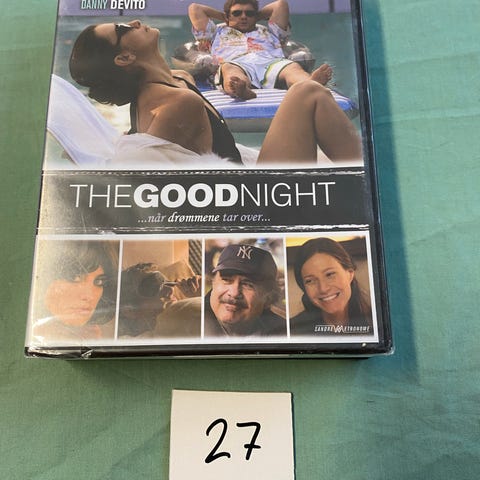 DANNY DEVITO
THEGOODNIGHT
...når drømmene tar over...
NY
SANDREW METRONOME
27